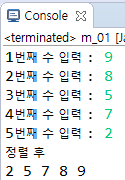 Console
<terminated> m_01 [Ja
1번째 수 입력 : 9
2번째 수 입력 : 8
3번째 수 입력 : 5
4번째 수 입력 : 7
5번째 수 입력 : 2
정렬 후
2 5 7 8 9